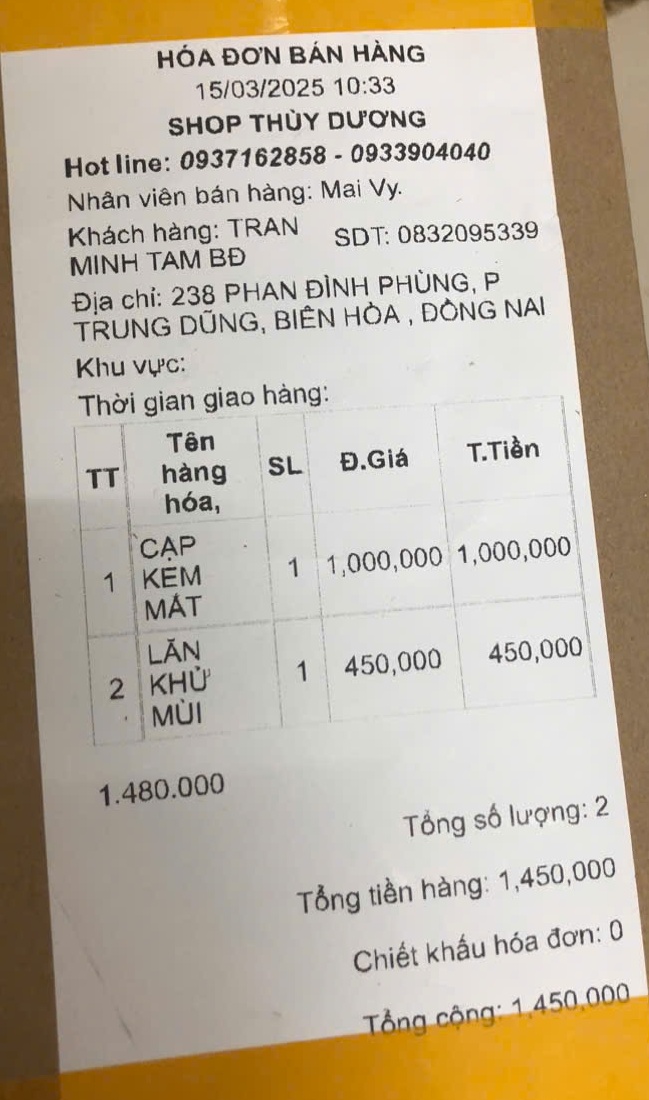 HÓA ĐƠN BÁN HÀNG
15/03/2025 10:33
SHOP THÙY DƯƠNG
Hot line: 0937162858 - 0933904040
Nhân viên bán hàng: Mai Vy.
Khách hàng: TRAN MINH TAM BĐ SDT: 0832095339
Địa chỉ: 238 PHAN ĐÌNH PHÙNG, P
TRUNG DŨNG, BIÊN HÒA , ĐỒNG NAI
Khu vực:
Thời gian giao hàng:
TT Tên hàng hóa, SL Đ.Giá T.Tiền
1 CẶP KEM MẮT 1 1,000,000 1,000,000
2 LĂN KHỬ MÙI 1 450,000 450,000
1.480.000
Tổng số lượng: 2
Tổng tiền hàng: 1,450,000
Chiết khấu hóa đơn: 0
Tổng cộng: 1,450,000